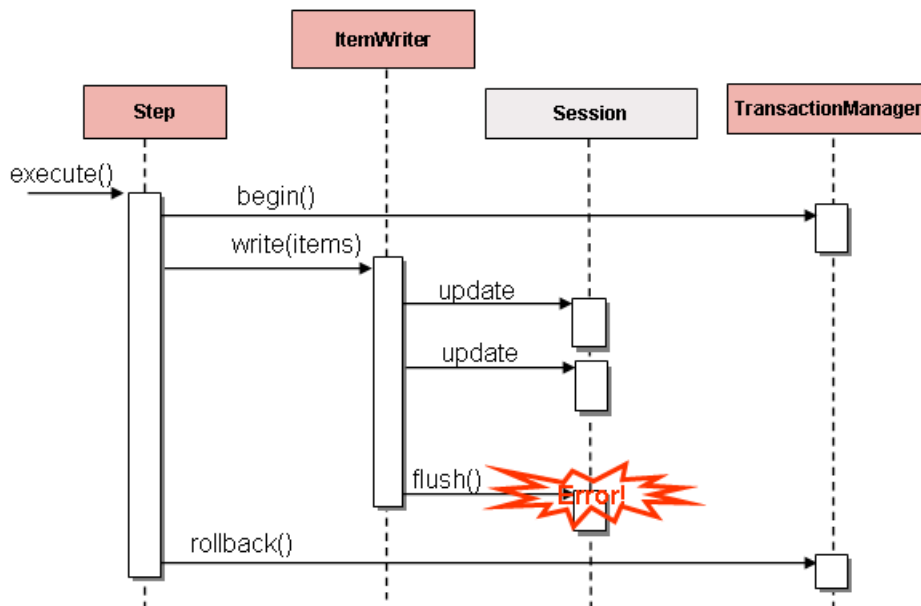 ItemWriter
Step
Session
TransactionManager
execute()
begin()
write(items)
update
update
flush()
Error!
rollback()